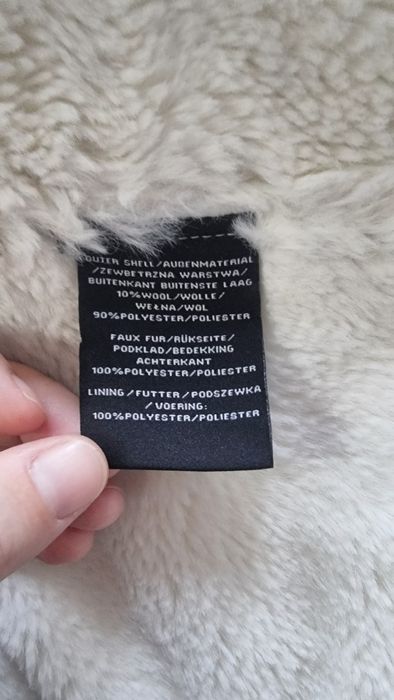 OUTER SHELL/AUDENMATERIAL
/ZEWBETRZNA WARSTWA/
BUITENKANT BUITENSTE LAAG
10%WOOL/WOLLE/
WEŁNA/WOL
90%POLYESTER/POLIESTER
FAUX FUR/RÜKSEITE/
PODKLAD/BEDEKKING
ACHTERKANT
100%POLYESTER/POLIESTER
LINING/FUTTER/PODSZEWKA
/VOERING:
100%POLYESTER/POLIESTER